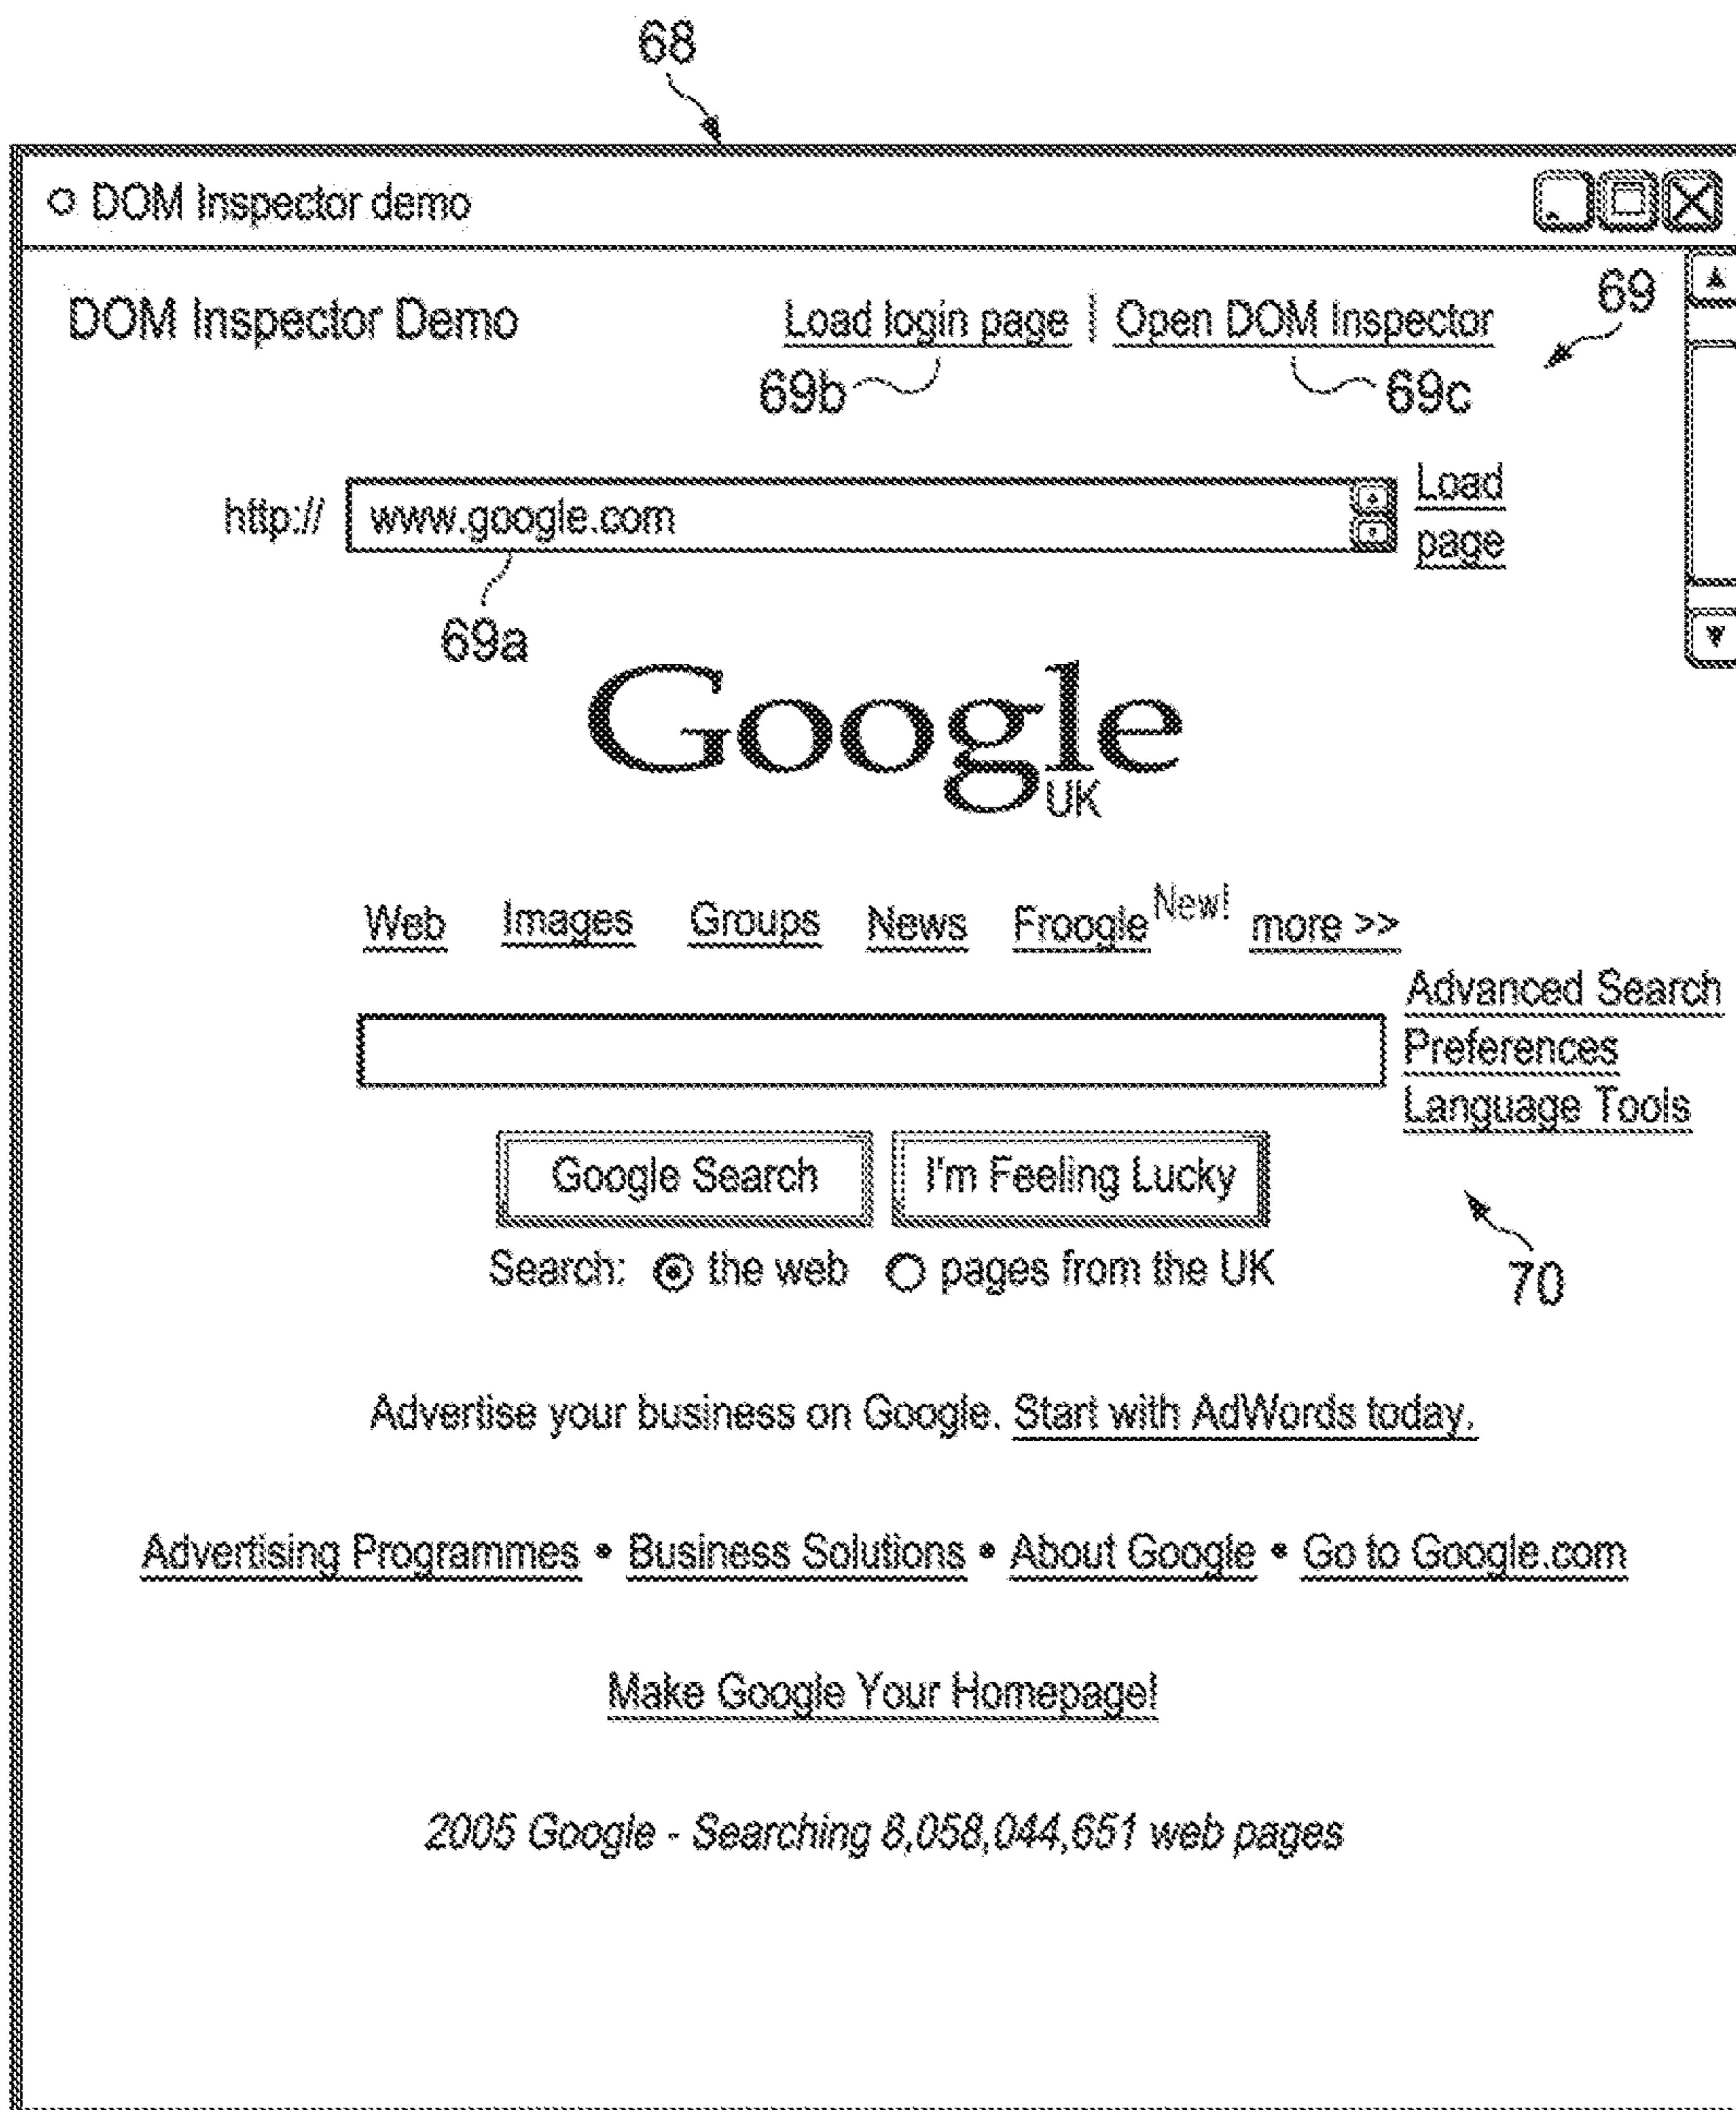 68
DOM Inspector demo
DOM Inspector Demo Load login page | Open DOM Inspector 69
69b 69c
http:// www.google.com Load page
69a
Google
UK
Web Images Groups News Froogle New! more >>
Advanced Search
Preferences
Language Tools
Google Search I'm Feeling Lucky
Search: the web pages from the UK
70
Advertise your business on Google. Start with AdWords today.
Advertising Programmes • Business Solutions • About Google • Go to Google.com
Make Google Your Homepage!
2005 Google - Searching 8,058,044,651 web pages